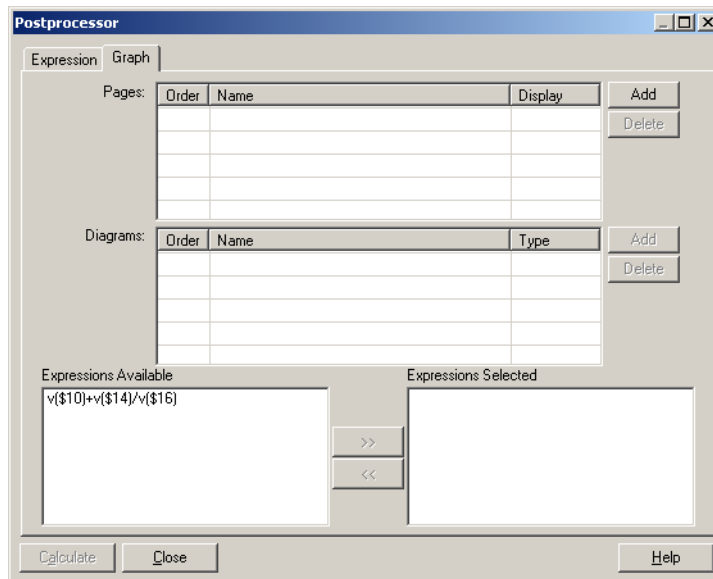 Postprocessor
Expression Graph
Pages: Order Name Display Add
Delete
Diagrams: Order Name Type Add
Delete
Expressions Available Expressions Selected
v($10)+v($14)/v($16)
>>
<<
Calculate Close Help